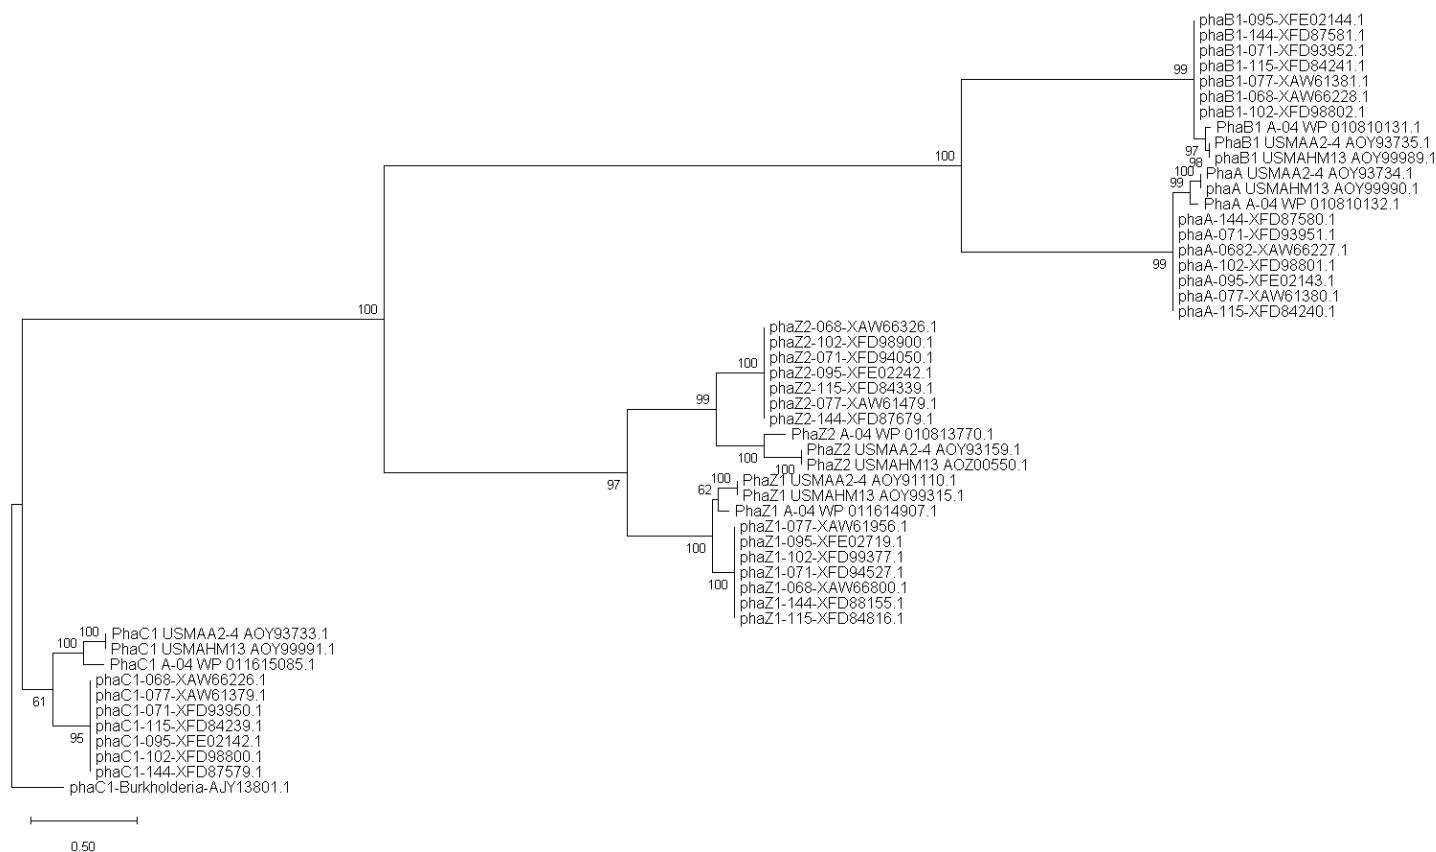 phaB1-095-XFE02144.1
phaB1-144-XFD87581.1
phaB1-071-XFD93952.1
phaB1-115-XFD84241.1
99
phaB1-077-XAW61381.1
phaB1-068-XAW66228.1
phaB1-102-XFD98802.1
PhaB1 A-04 WP 010810131.1
PhaB1 USMAA2-4 AOY93735.1
97
phaB1 USMAHM13 AOY99989.1
98
100
100
PhaA USMAA2-4 AOY93734.1
99
phaA USMAHM13 AOY99990.1
PhaA A-04 WP 010810132.1
phaA-144-XFD87580.1
phaA-071-XFD93951.1
phaA-0682-XAW66227.1
99
phaA-102-XFD98801.1
phaA-095-XFE02143.1
phaA-077-XAW61380.1
100
phaA-115-XFD84240.1
phaZ2-068-XAW66326.1
phaZ2-102-XFD98900.1
phaZ2-071-XFD94050.1
100
phaZ2-095-XFE02242.1
phaZ2-115-XFD84339.1
99
phaZ2-077-XAW61479.1
phaZ2-144-XFD87679.1
PhaZ2 A-04 WP 010813770.1
PhaZ2 USMAA2-4 AOY93159.1
100
PhaZ2 USMAHM13 AOZ00550.1
100
100
PhaZ1 USMAA2-4 AOY91110.1
97
62
PhaZ1 USMAHM13 AOY99315.1
PhaZ1 A-04 WP 011614907.1
phaZ1-077-XAW61956.1
phaZ1-095-XFE02719.1
100
phaZ1-102-XFD99377.1
phaZ1-071-XFD94527.1
100
phaZ1-068-XAW66800.1
phaZ1-144-XFD88155.1
phaZ1-115-XFD84816.1
100
PhaC1 USMAA2-4 AOY93733.1
100
PhaC1 USMAHM13 AOY99991.1
PhaC1 A-04 WP 011615085.1
phaC1-068-XAW66226.1
phaC1-077-XAW61379.1
61
phaC1-071-XFD93950.1
phaC1-115-XFD84239.1
95
phaC1-095-XFE02142.1
phaC1-102-XFD98800.1
phaC1-144-XFD87579.1
phaC1-Burkholderia-AJY13801.1
0.50